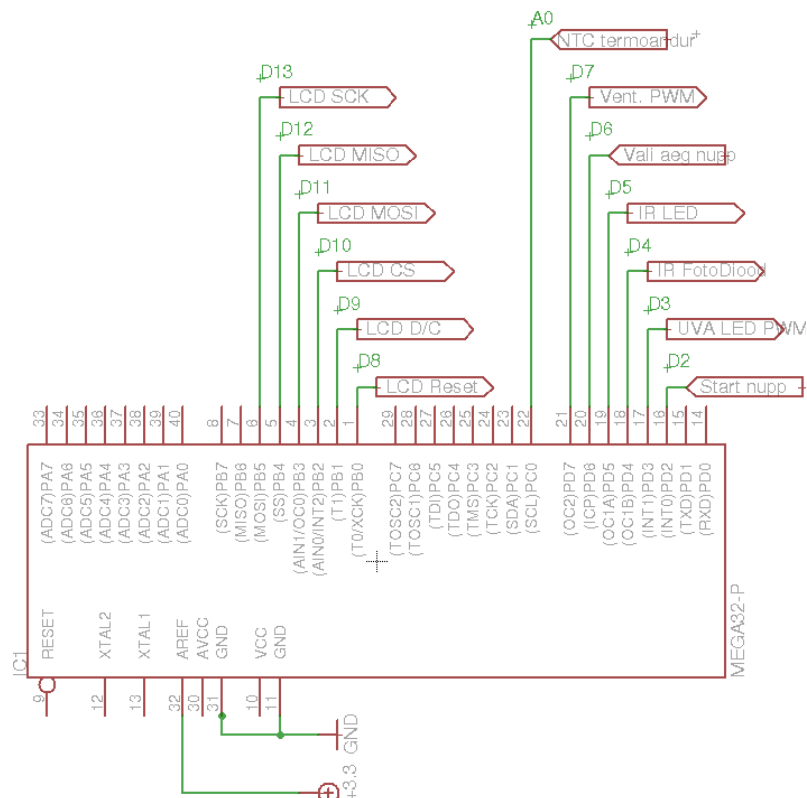 A0
NTC termoandur
D13
D7
LCD SCK
Vent. PWM
D12
D6
LCD MISO
Vali aeg nupp
D11
D5
LCD MOSI
IR LED
D10
D4
LCD CS
IR FotoDiood
D9
D3
LCD D/C
UVA LED PWM
D8
D2
LCD Reset
Start nupp
33
34
35
36
37
38
39
40
8
7
6
5
4
3
2
1
29
28
27
26
25
24
23
22
21
20
19
18
17
16
15
14
(ADC7)PA7
(ADC6)PA6
(ADC5)PA5
(ADC4)PA4
(ADC3)PA3
(ADC2)PA2
(ADC1)PA1
(ADC0)PA0
(SCK)PB7
(MISO)PB6
(MOSI)PB5
(SS)PB4
(AIN1/OC0)PB3
(AIN0/INT2)PB2
(T1)PB1
(T0/XCK)PB0
(TOSC2)PC7
(TOSC1)PC6
(TDI)PC5
(TDO)PC4
(TMS)PC3
(TCK)PC2
(SDA)PC1
(SCL)PC0
(OC2)PD7
(ICP)PD6
(OC1A)PD5
(OC1B)PD4
(INT1)PD3
(INT0)PD2
(TXD)PD1
(RXD)PD0
IC1
RESET
XTAL2
XTAL1
AREF
AVCC
GND
VCC
GND
MEGA32-P
9
12
13
32
30
31
10
11
GND
+3.3